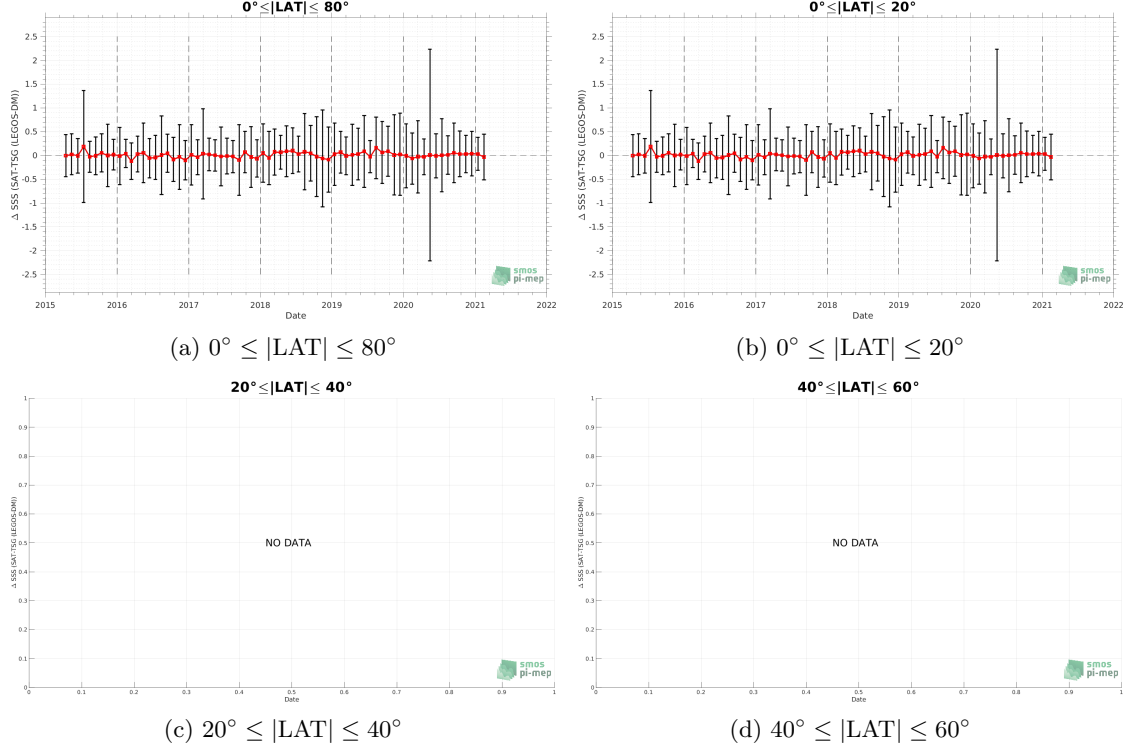 0°≤|LAT|≤ 80°
Δ SSS (SAT-TSG (LEGOS-DM))
2.5
2
1.5
1
0.5
0
-0.5
-1
-1.5
-2
-2.5
2015 2016 2017 2018 2019 2020 2021 2022
Date
smos
pi-mep
(a) 0° ≤ |LAT| ≤ 80°
0°≤|LAT|≤ 20°
Δ SSS (SAT-TSG (LEGOS-DM))
2.5
2
1.5
1
0.5
0
-0.5
-1
-1.5
-2
-2.5
2015 2016 2017 2018 2019 2020 2021 2022
Date
smos
pi-mep
(b) 0° ≤ |LAT| ≤ 20°
20°≤|LAT|≤ 40°
Δ SSS (SAT-TSG (LEGOS-DM))
1
0.9
0.8
0.7
0.6
0.5
0.4
0.3
0.2
0.1
0
NO DATA
0 0.1 0.2 0.3 0.4 0.5 0.6 0.7 0.8 0.9 1
Date
smos
pi-mep
(c) 20° ≤ |LAT| ≤ 40°
40°≤|LAT|≤ 60°
Δ SSS (SAT-TSG (LEGOS-DM))
1
0.9
0.8
0.7
0.6
0.5
0.4
0.3
0.2
0.1
0
NO DATA
0 0.1 0.2 0.3 0.4 0.5 0.6 0.7 0.8 0.9 1
Date
smos
pi-mep
(d) 40° ≤ |LAT| ≤ 60°